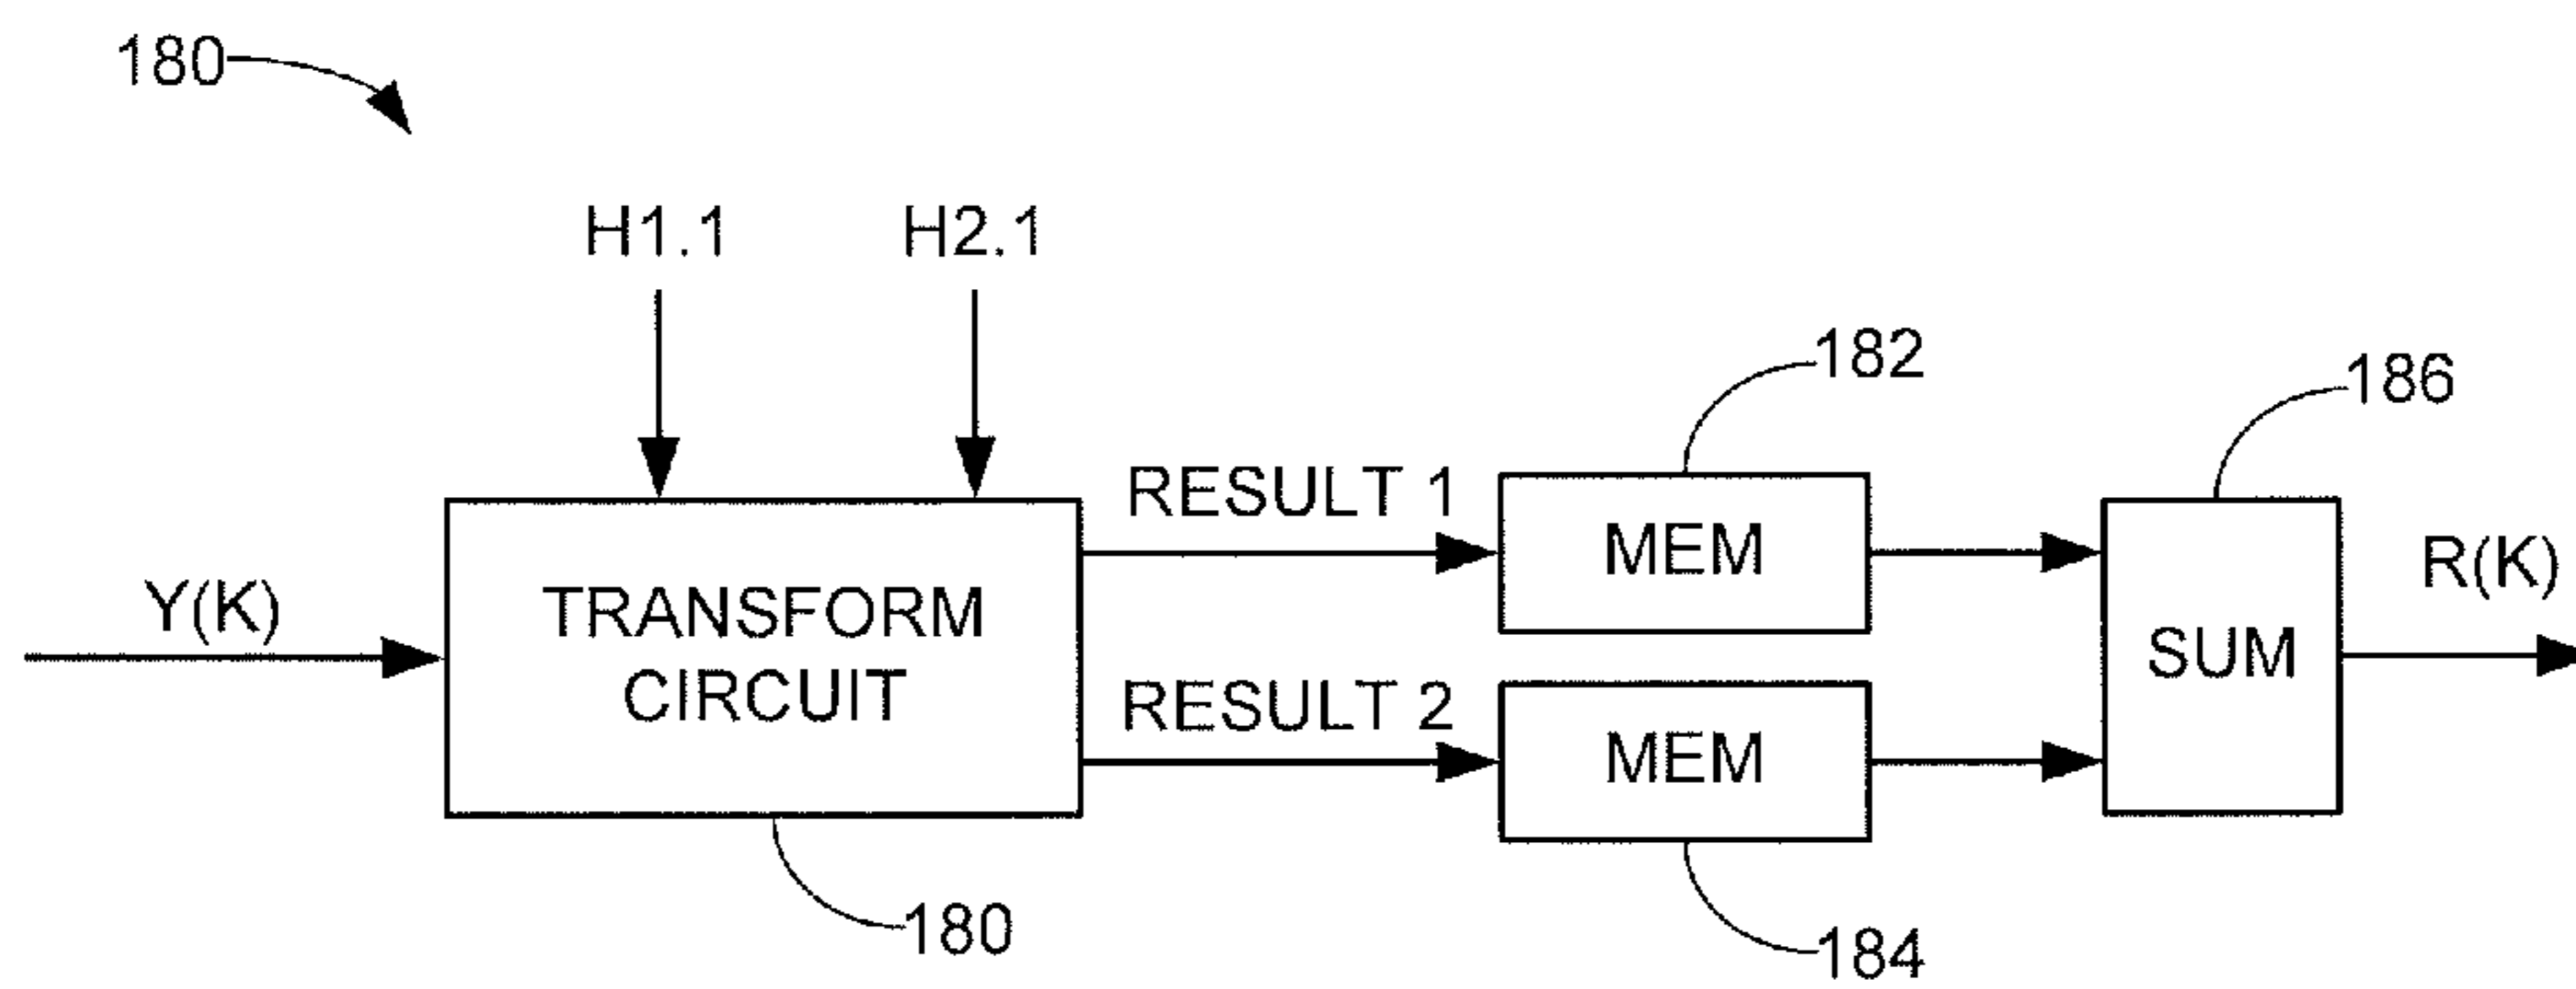 180
H1.1
H2.1
182
186
RESULT 1
MEM
R(K)
Y(K)
TRANSFORM
CIRCUIT
SUM
RESULT 2
MEM
180
184